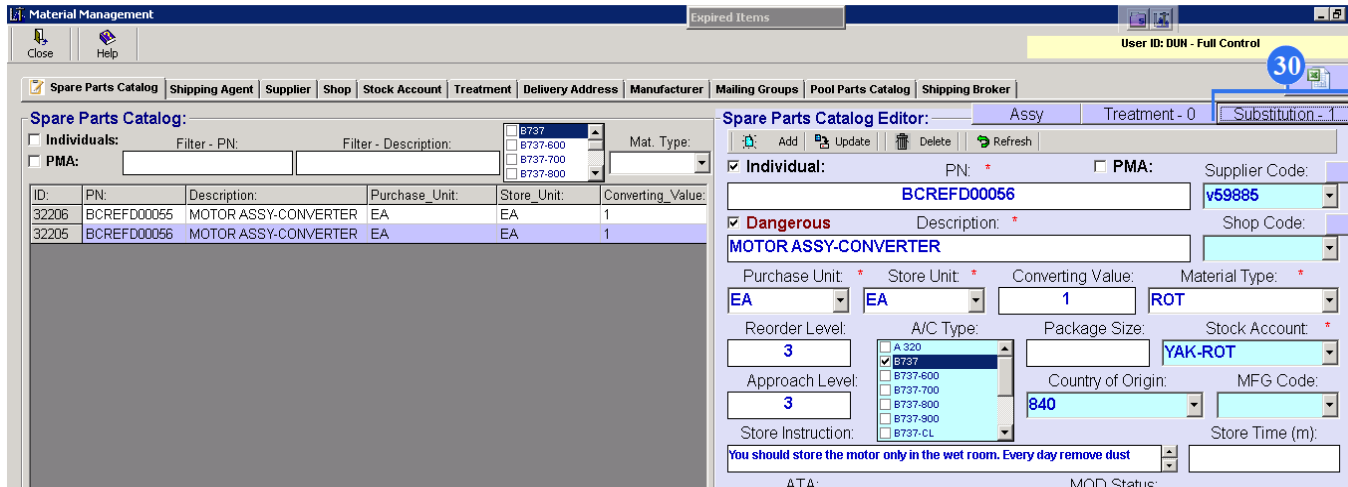 Material Management
Expired Items
Close Help
User ID: DUN - Full Control
30
Spare Parts Catalog Shipping Agent Supplier Shop Stock Account Treatment Delivery Address Manufacturer Mailing Groups Pool Parts Catalog Shipping Broker
Spare Parts Catalog:
Individuals: Filter - PN: Filter - Description: Mat. Type:
PMA:
B737
B737-600
B737-700
B737-800
ID: PN: Description: Purchase_Unit: Store_Unit: Converting_Value:
32206 BCREFD00055 MOTOR ASSY-CONVERTER EA EA 1
32205 BCREFD00056 MOTOR ASSY-CONVERTER EA EA 1
Spare Parts Catalog Editor: Assy Treatment - 0 Substitution - 1
Add Update Delete Refresh
Individual: PN: * PMA: Supplier Code:
BCREFD00056 v59885
Dangerous Description: * Shop Code:
MOTOR ASSY-CONVERTER
Purchase Unit: * Store Unit: * Converting Value: Material Type: *
EA EA 1 ROT
Reorder Level: A/C Type: Package Size: Stock Account: *
3 YAK-ROT
A 320
B737
B737-600
B737-700
B737-800
B737-900
B737-CL
Approach Level: Country of Origin: MFG Code:
3 840
Store Instruction: Store Time (m):
You should store the motor only in the wet room. Every day remove dust
ATA: MOD Status: